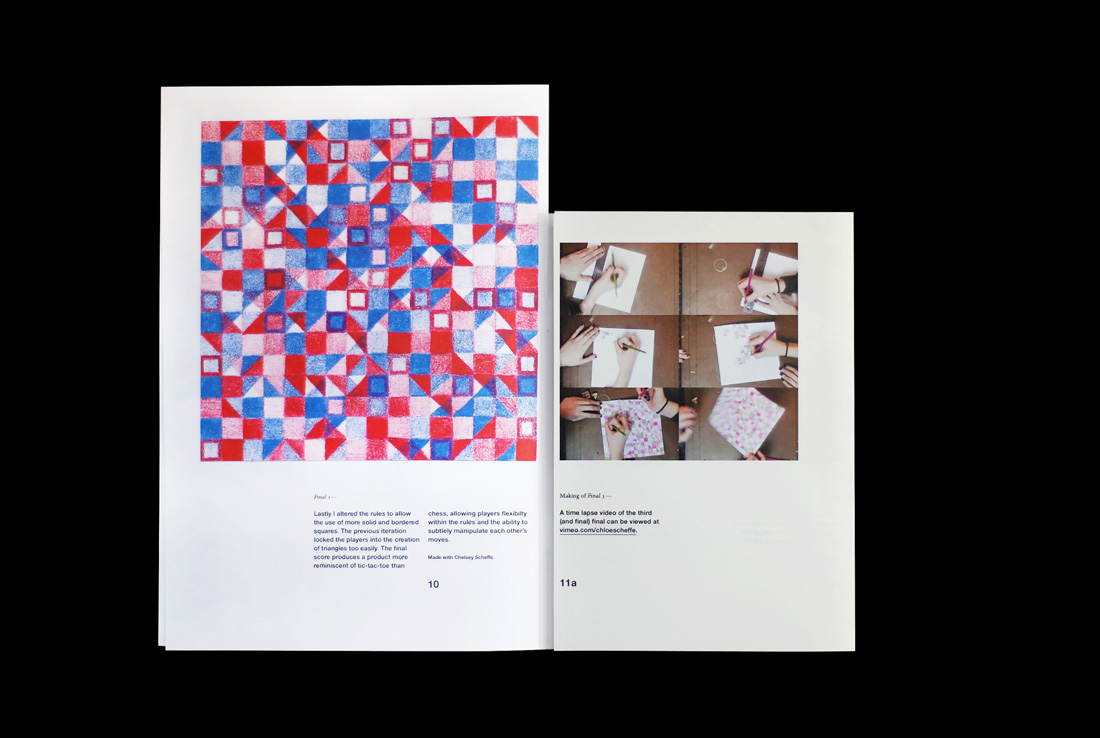 Final 1 —
Lastly I altered the rules to allow
the use of more solid and bordered
squares. The previous iteration
locked the players into the creation
of triangles too easily. The final
score produces a product more
reminiscent of tic-tac-toe than
chess, allowing players flexibilty
within the rules and the ability to
subtlely manipulate each other's
moves.
Made with Chelsey Scheffe.
10
Making of Final 3 —
A time lapse video of the third
(and final) final can be viewed at
vimeo.com/chloescheffe.
11a